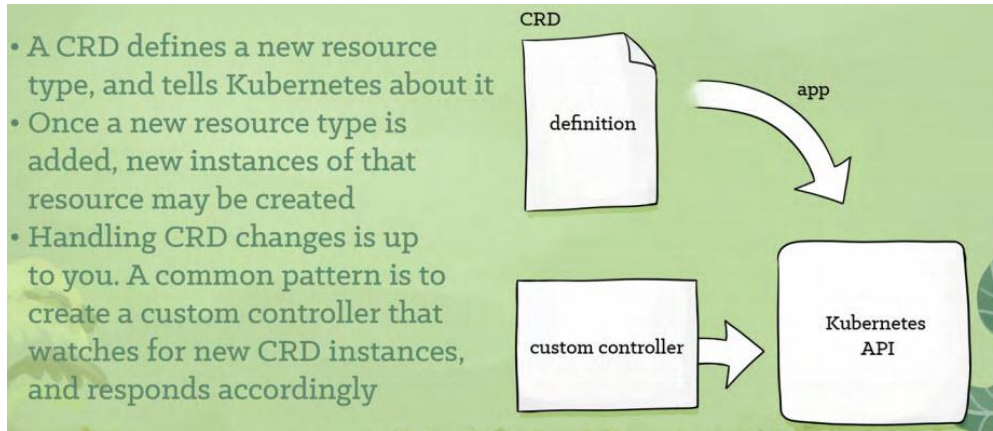 • A CRD defines a new resource
type, and tells Kubernetes about it
• Once a new resource type is
added, new instances of that
resource may be created
• Handling CRD changes is up
to you. A common pattern is to
create a custom controller that
watches for new CRD instances,
and responds accordingly
CRD
definition
app
custom controller
Kubernetes
API